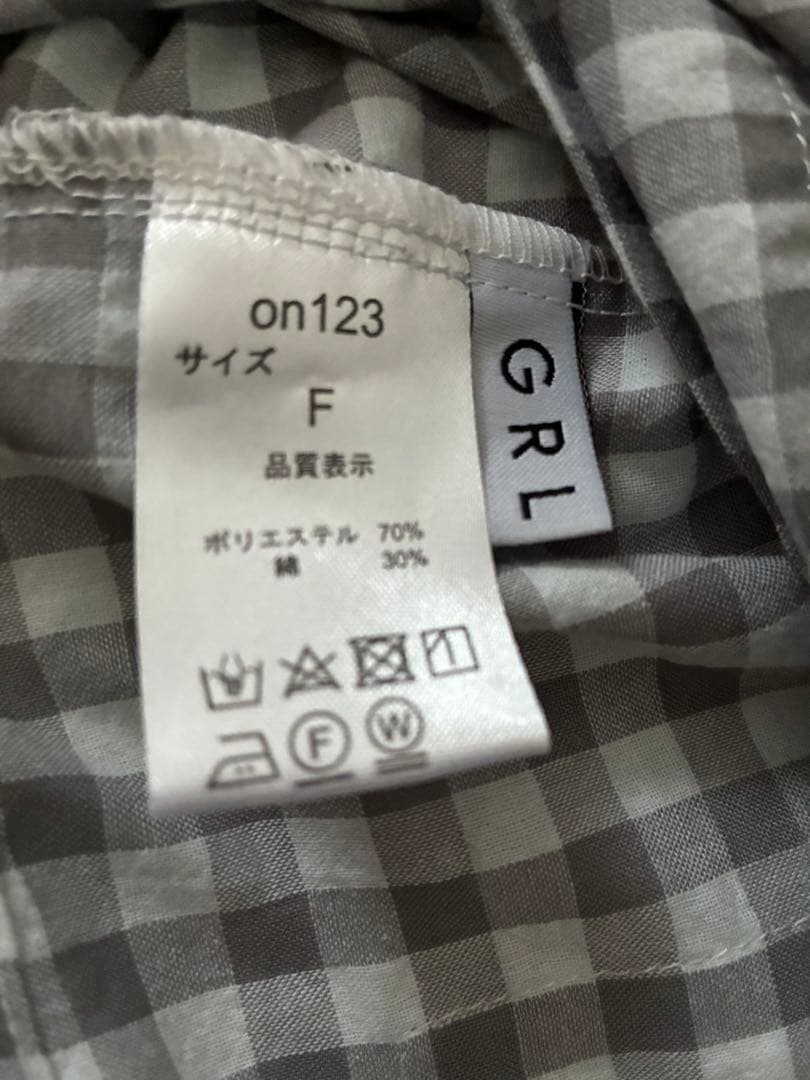 on123
サイズ
F
品質表示
ポリエステル 70%
綿 30%
F
W
GRL